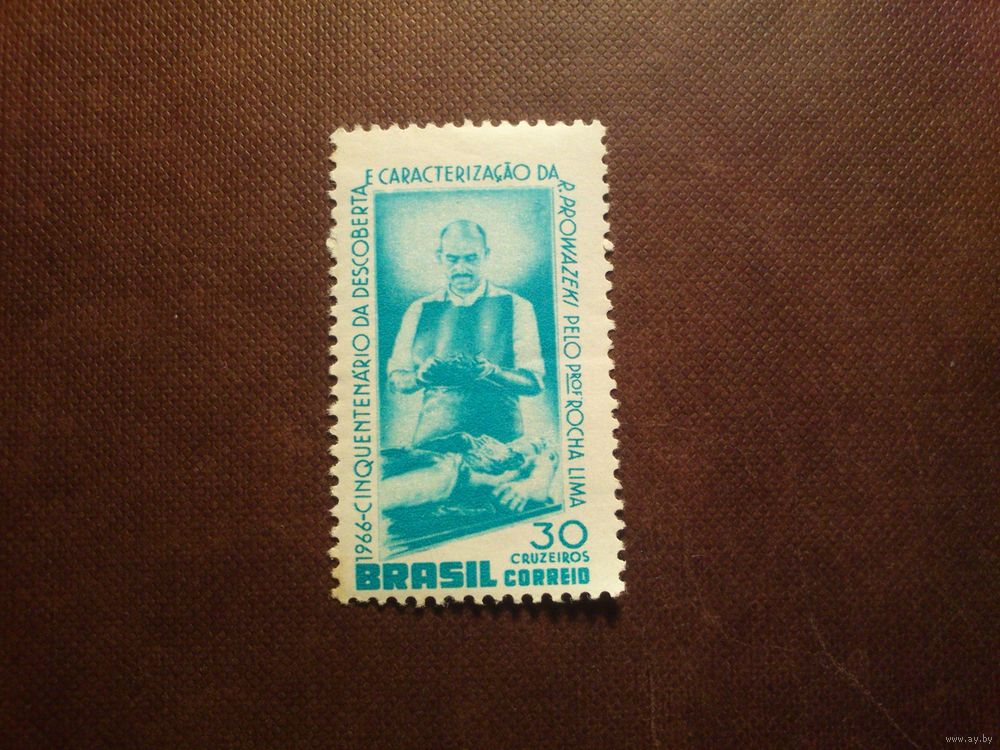 1966-CINQUENTENÁRIO DA DESCOBERTA E CARACTERIZAÇÃO DA R. PROWAZEKI PELO PROF ROCHA LIMA
30
CRUZEIROS
BRASIL CORREIO
www.ay.by